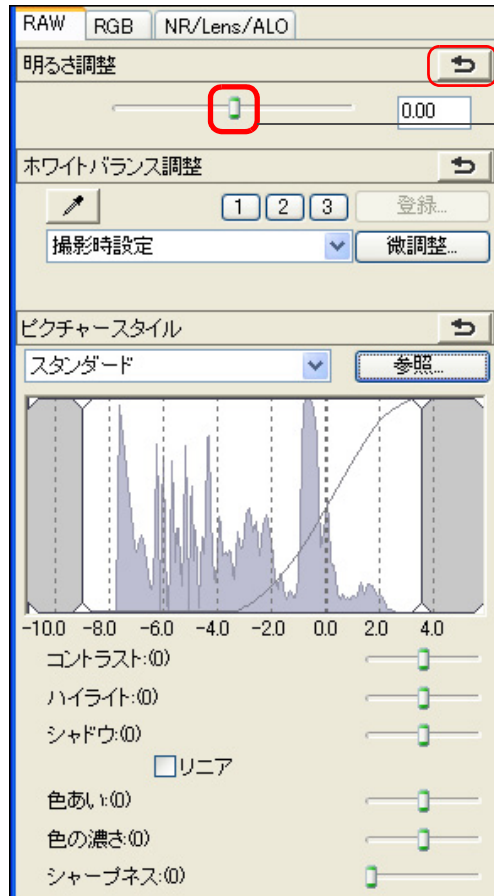 RAW RGB NR/Lens/ALO
明るさ調整
0.00
ホワイトバランス調整
1 2 3 登録...
撮影時設定 微調整...
ピクチャースタイル
スタンダード 参照...
-10.0 -8.0 -6.0 -4.0 -2.0 0.0 2.0 4.0
コントラスト:(0)
ハイライト:(0)
シャドウ:(0)
リニア
色あい:(0)
色の濃さ:(0)
シャープネス:(0)